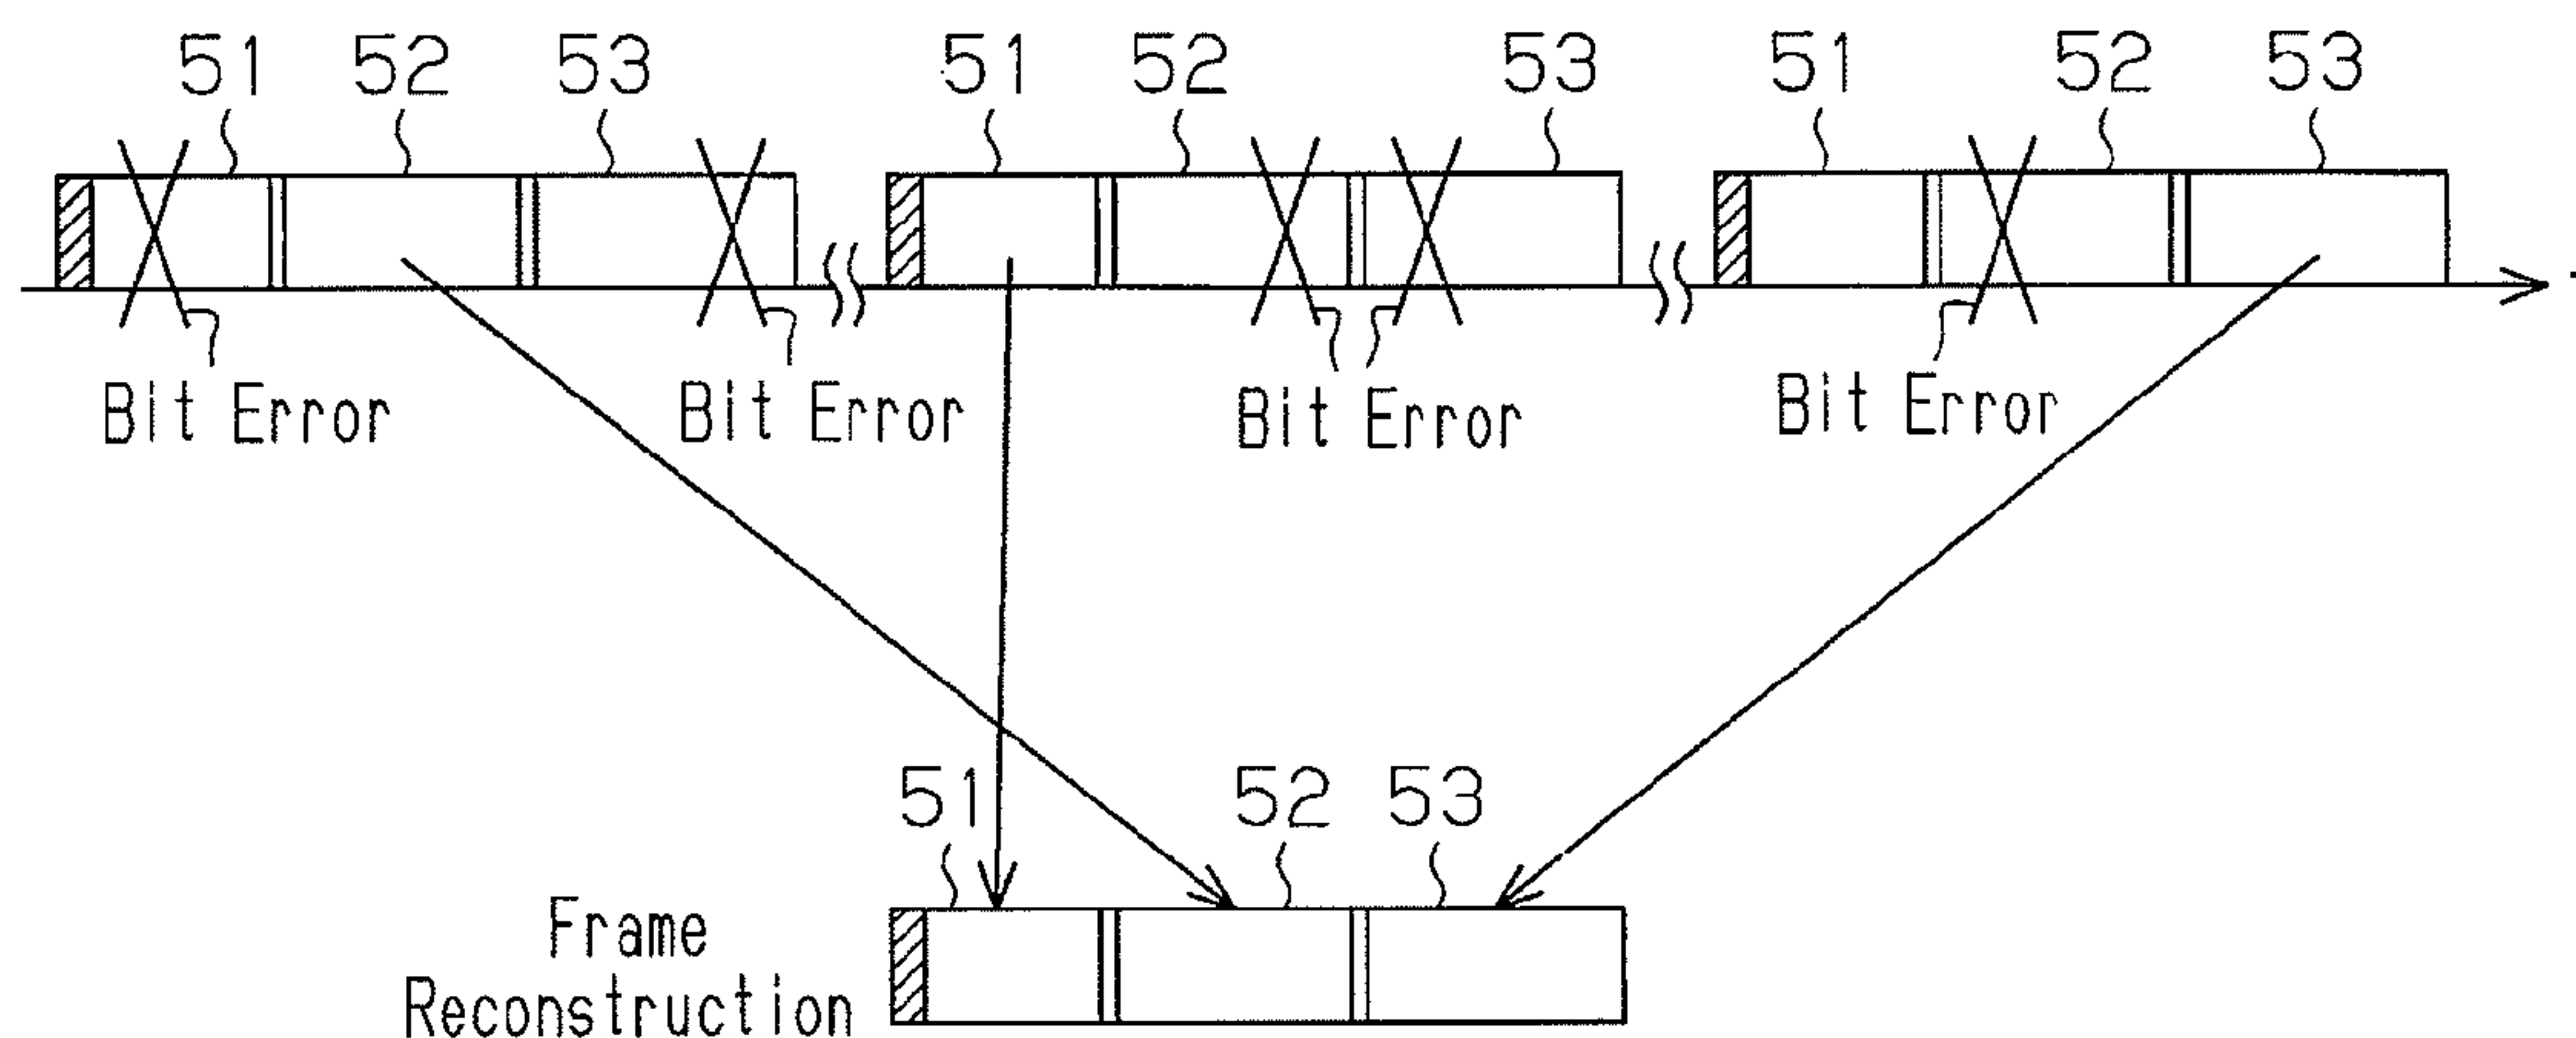 51 52 53 51 52 53 51 52 53
Bit Error Bit Error Bit Error Bit Error
51 52 53
Frame
Reconstruction